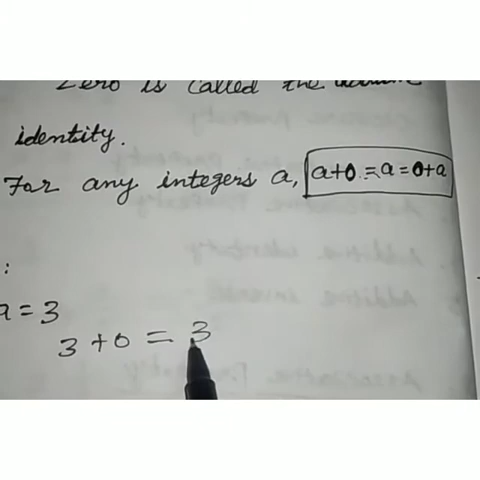 Zero is called the
identity.
For any integers a, a+0=a=0+a
:
a=3
3+0=3